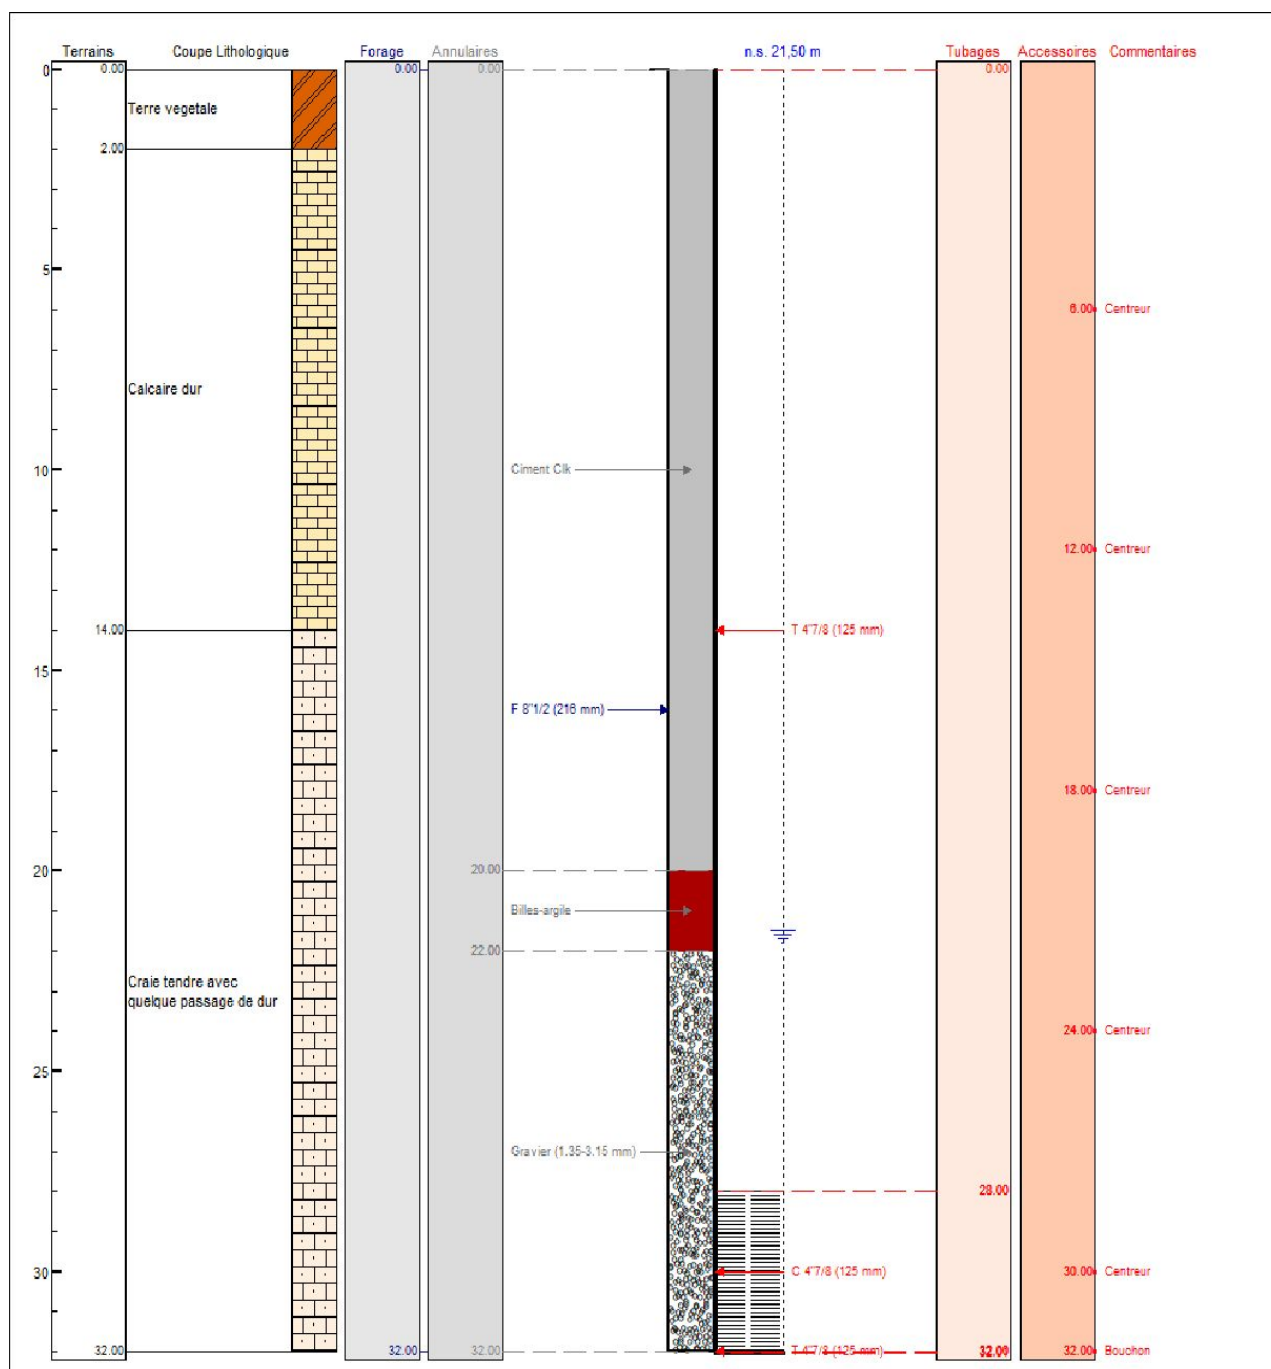 Terrains Coupe Lithologique Forage Annulaires n.s. 21,50 m Tubages Accessoires Commentaires
0 0.00 0.00 0.00 0.00
Terre vegetale
2.00
5
6.00 Centreur
Calcaire dur
10 Ciment Clk
12.00 Centreur
14.00 T 4"7/8 (125 mm)
15
F 8"1/2 (216 mm)
18.00 Centreur
20 20.00
Billes-argile
22.00
Craie tendre avec
quelque passage de dur
24.00 Centreur
25
Gravier (1.35-3.15 mm)
28.00
30 C 4"7/8 (125 mm) 30.00 Centreur
32.00 32.00 32.00 T 4"7/8 (125 mm) 32.00 32.00 Bouchon